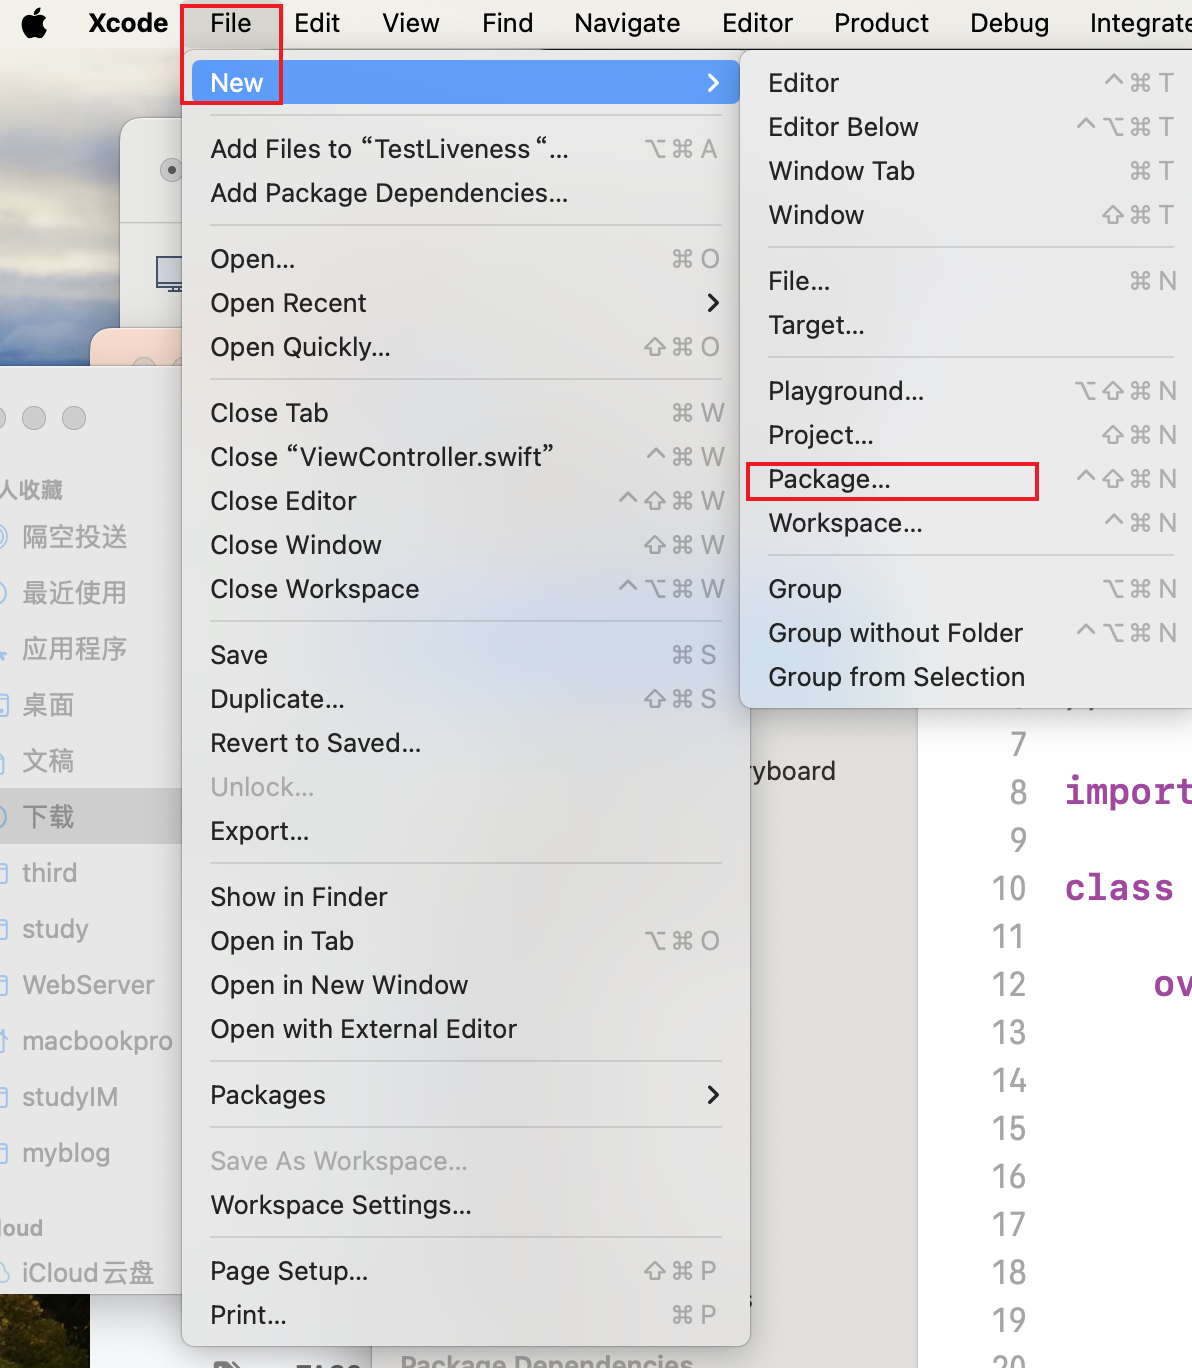 Xcode File Edit View Find Navigate Editor Product Debug Integrate
New
Add Files to “TestLiveness “... ⌥⌘A
Add Package Dependencies...
Open... ⌘O
Open Recent
Open Quickly... ⇧⌘O
Close Tab ⌘W
Close “ViewController.swift” ^⌘W
Close Editor ^⇧⌘W
Close Window ⇧⌘W
Close Workspace ^⌥⌘W
Save ⌘S
Duplicate... ⇧⌘S
Revert to Saved...
Unlock...
Export...
Show in Finder
Open in Tab ⌥⌘O
Open in New Window
Open with External Editor
Packages
Save As Workspace...
Workspace Settings...
Page Setup... ⇧⌘P
Print... ⌘P
Editor ^⌘T
Editor Below ^⌥⌘T
Window Tab ⌘T
Window ⇧⌘T
File... ⌘N
Target...
Playground... ⌥⇧⌘N
Project... ⇧⌘N
Package... ^⇧⌘N
Workspace... ^⌘N
Group ⌥⌘N
Group without Folder ^⌥⌘N
Group from Selection
人收藏
隔空投送
最近使用
应用程序
桌面
文稿
下载
third
study
WebServer
macbookpro
studyIM
myblog
loud
iCloud云盘
ryboard
TAGS
Package Dependencies
7
8 import
9
10 class
11
12 ov
13
14
15
16
17
18
19
20